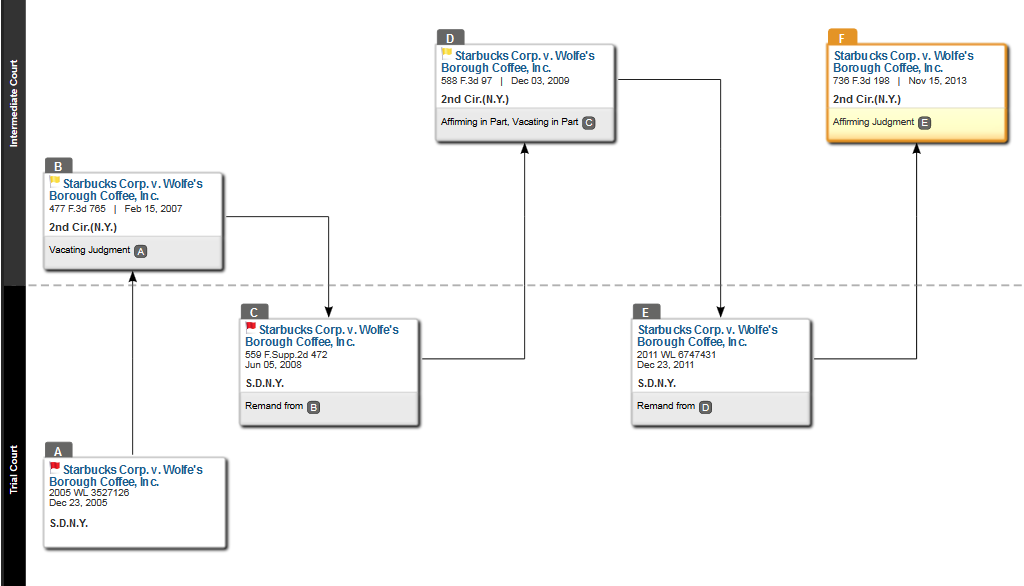 Intermediate Court
Trial Court
A
Starbucks Corp. v. Wolfe's
Borough Coffee, Inc.
2005 WL 3527126
Dec 23, 2005
S.D.N.Y.
B
Starbucks Corp. v. Wolfe's
Borough Coffee, Inc.
477 F.3d 765 | Feb 15, 2007
2nd Cir.(N.Y.)
Vacating Judgment A
C
Starbucks Corp. v. Wolfe's
Borough Coffee, Inc.
559 F.Supp.2d 472
Jun 05, 2008
S.D.N.Y.
Remand from B
D
Starbucks Corp. v. Wolfe's
Borough Coffee, Inc.
588 F.3d 97 | Dec 03, 2009
2nd Cir.(N.Y.)
Affirming in Part, Vacating in Part C
E
Starbucks Corp. v. Wolfe's
Borough Coffee, Inc.
2011 WL 6747431
Dec 23, 2011
S.D.N.Y.
Remand from D
F
Starbucks Corp. v. Wolfe's
Borough Coffee, Inc.
736 F.3d 198 | Nov 15, 2013
2nd Cir.(N.Y.)
Affirming Judgment E